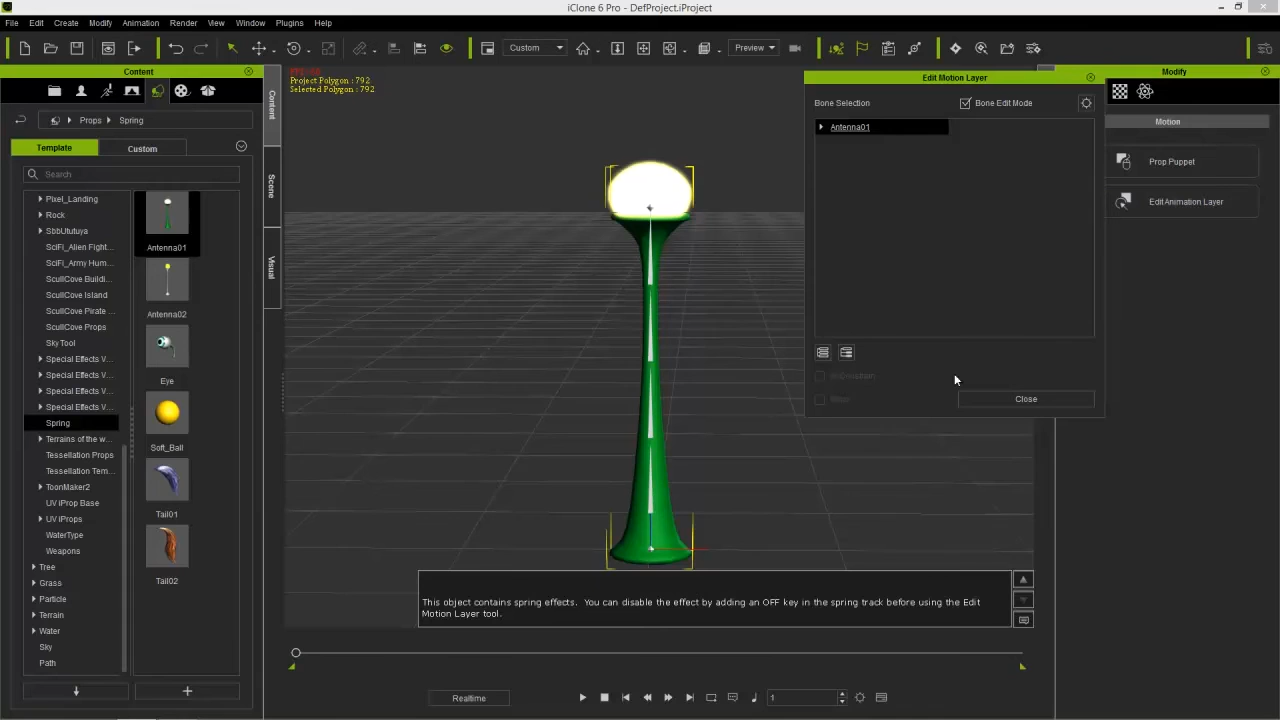 iClone 6 Pro - DefProject.iProject
File Edit Create Modify Animation Render View Window Plugins Help
Custom
Preview
Content
Props Spring
Template Custom
Search
Pixel_Landing
Rock
SbbUtutuya
SciFi_Alien Fight...
SciFi_Army Hum...
ScullCove Buildi...
ScullCove Island
ScullCove Pirate ...
ScullCove Props
Sky Tool
Special Effects V...
Special Effects V...
Special Effects V...
Special Effects V...
Spring
Terrains of the w...
Tessellation Props
Tessellation Tem...
ToonMaker2
UV iProp Base
UV iProps
WaterType
Weapons
Tree
Grass
Particle
Terrain
Water
Sky
Path
Antenna01
Antenna02
Eye
Soft_Ball
Tail01
Tail02
Content
Scene
Visual
Project Polygon : 792
Selected Polygon : 792
Edit Motion Layer
Bone Selection
Bone Edit Mode
Antenna01
Close
Modify
Motion
Prop Puppet
Edit Animation Layer
This object contains spring effects. You can disable the effect by adding an OFF key in the spring track before using the Edit
Motion Layer tool.
Realtime
1